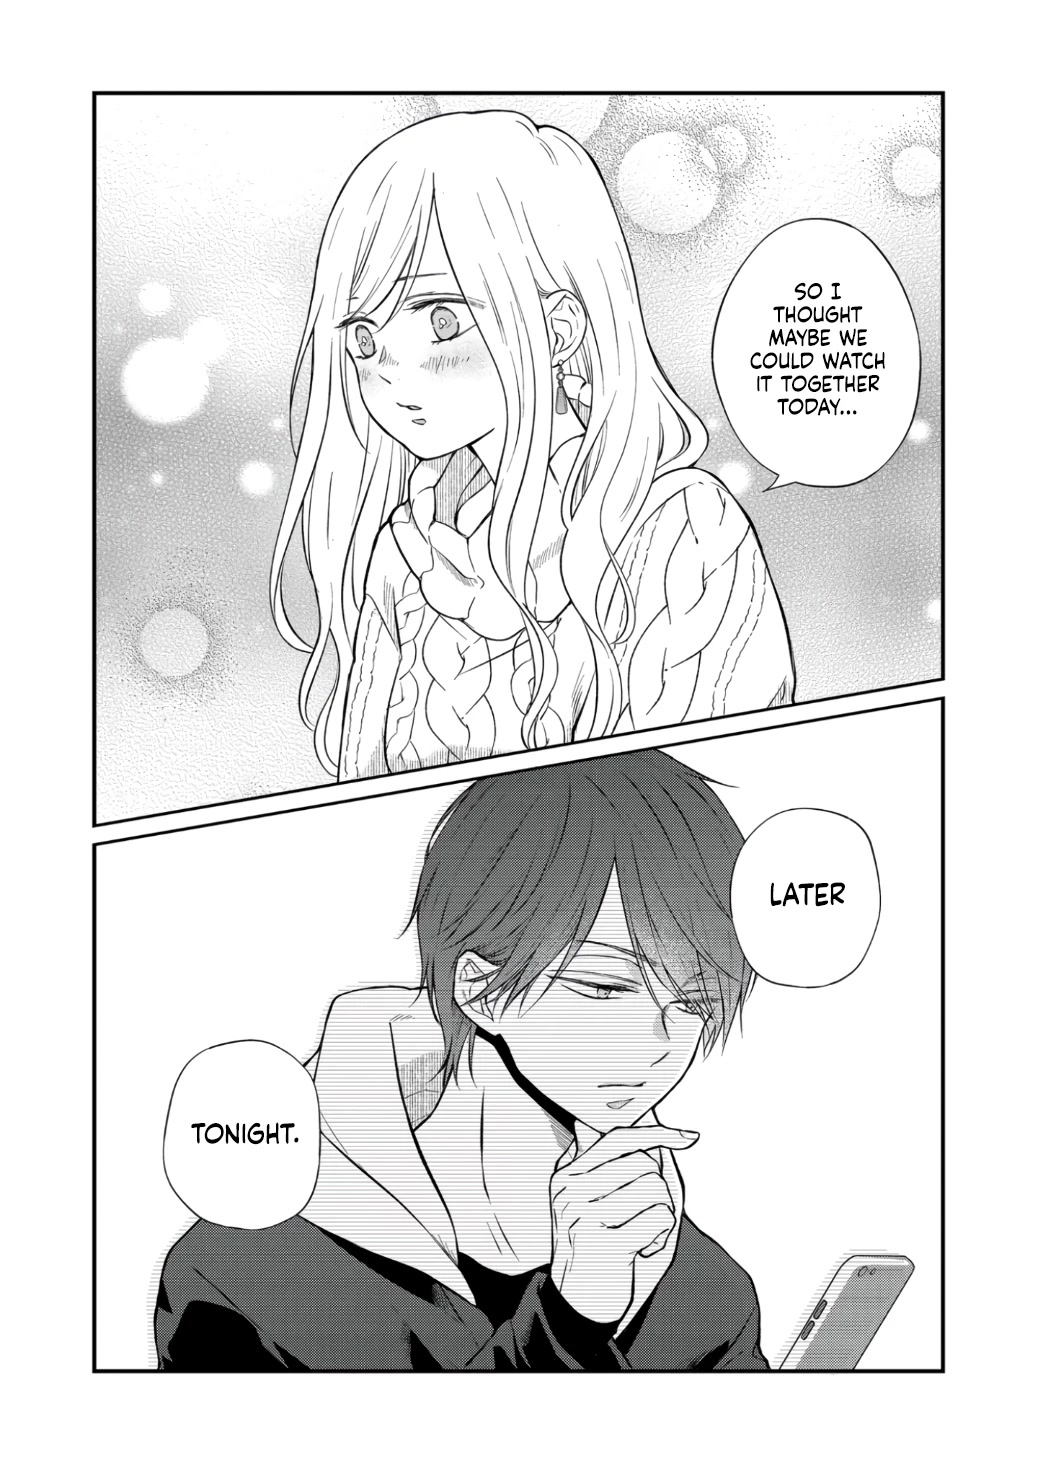 SO I
THOUGHT
MAYBE WE
COULD WATCH
IT TOGETHER
TODAY...
LATER
TONIGHT.